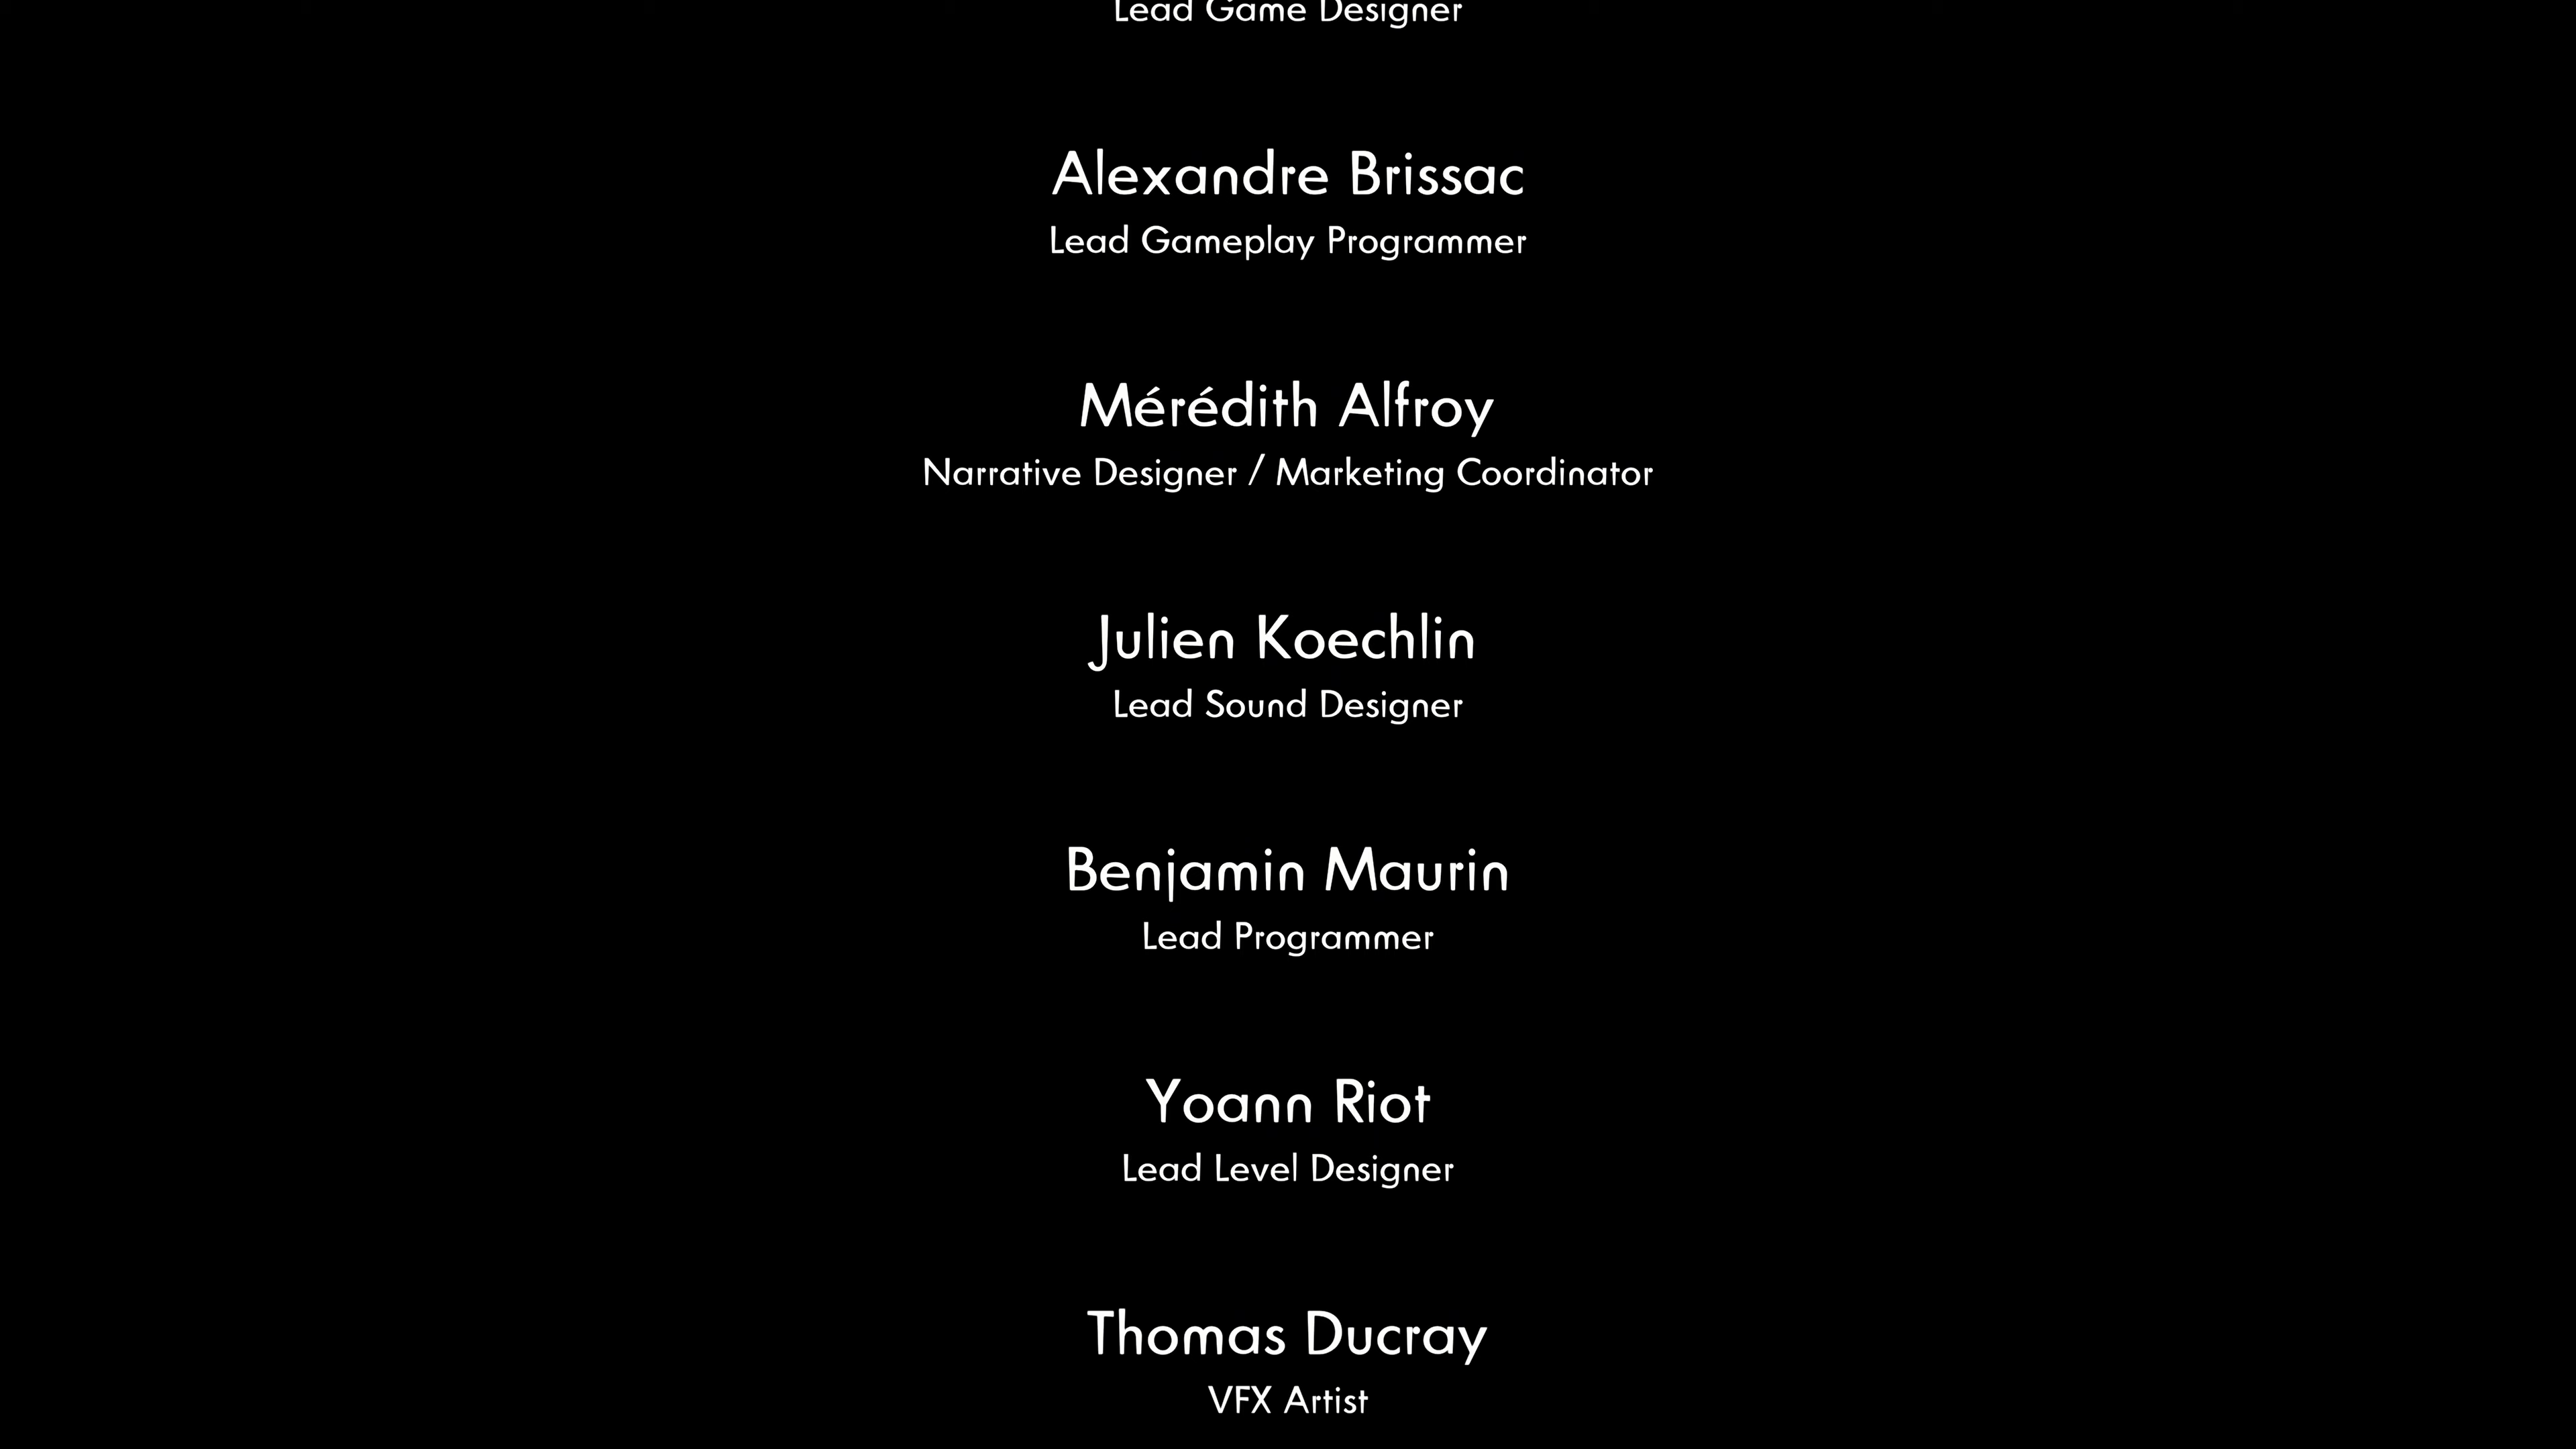 Lead Game Designer
Alexandre Brissac
Lead Gameplay Programmer
Mérédith Alfroy
Narrative Designer / Marketing Coordinator
Julien Koechlin
Lead Sound Designer
Benjamin Maurin
Lead Programmer
Yoann Riot
Lead Level Designer
Thomas Ducray
VFX Artist